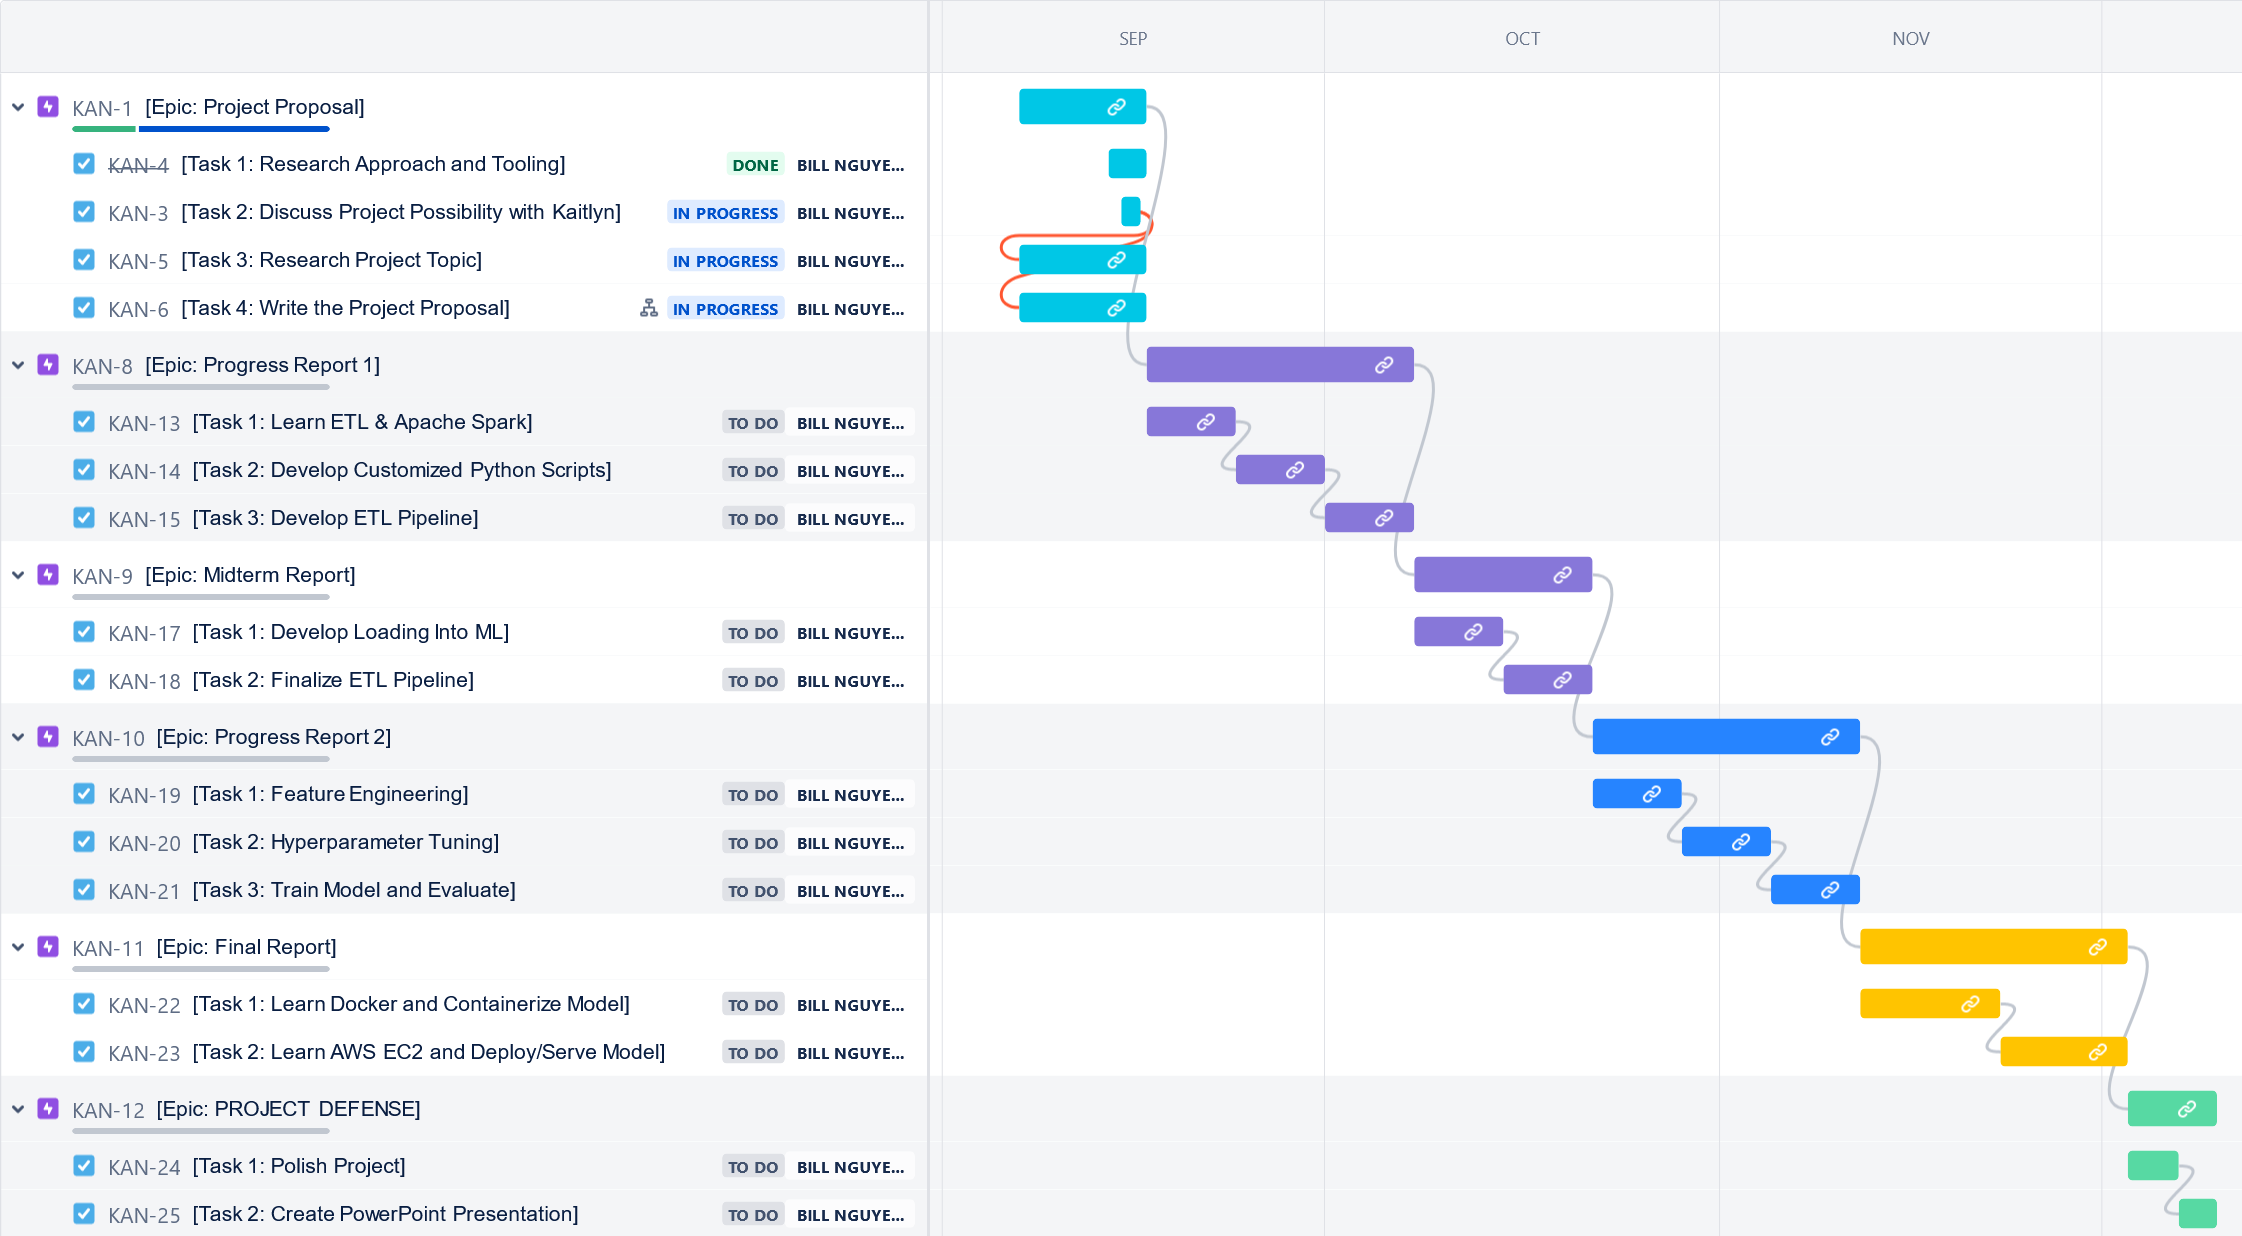 SEP OCT NOV
KAN-1 [Epic: Project Proposal]
KAN-4 [Task 1: Research Approach and Tooling] DONE BILL NGUYE...
KAN-3 [Task 2: Discuss Project Possibility with Kaitlyn] IN PROGRESS BILL NGUYE...
KAN-5 [Task 3: Research Project Topic] IN PROGRESS BILL NGUYE...
KAN-6 [Task 4: Write the Project Proposal] IN PROGRESS BILL NGUYE...
KAN-8 [Epic: Progress Report 1]
KAN-13 [Task 1: Learn ETL & Apache Spark] TO DO BILL NGUYE...
KAN-14 [Task 2: Develop Customized Python Scripts] TO DO BILL NGUYE...
KAN-15 [Task 3: Develop ETL Pipeline] TO DO BILL NGUYE...
KAN-9 [Epic: Midterm Report]
KAN-17 [Task 1: Develop Loading Into ML] TO DO BILL NGUYE...
KAN-18 [Task 2: Finalize ETL Pipeline] TO DO BILL NGUYE...
KAN-10 [Epic: Progress Report 2]
KAN-19 [Task 1: Feature Engineering] TO DO BILL NGUYE...
KAN-20 [Task 2: Hyperparameter Tuning] TO DO BILL NGUYE...
KAN-21 [Task 3: Train Model and Evaluate] TO DO BILL NGUYE...
KAN-11 [Epic: Final Report]
KAN-22 [Task 1: Learn Docker and Containerize Model] TO DO BILL NGUYE...
KAN-23 [Task 2: Learn AWS EC2 and Deploy/Serve Model] TO DO BILL NGUYE...
KAN-12 [Epic: PROJECT DEFENSE]
KAN-24 [Task 1: Polish Project] TO DO BILL NGUYE...
KAN-25 [Task 2: Create PowerPoint Presentation] TO DO BILL NGUYE...